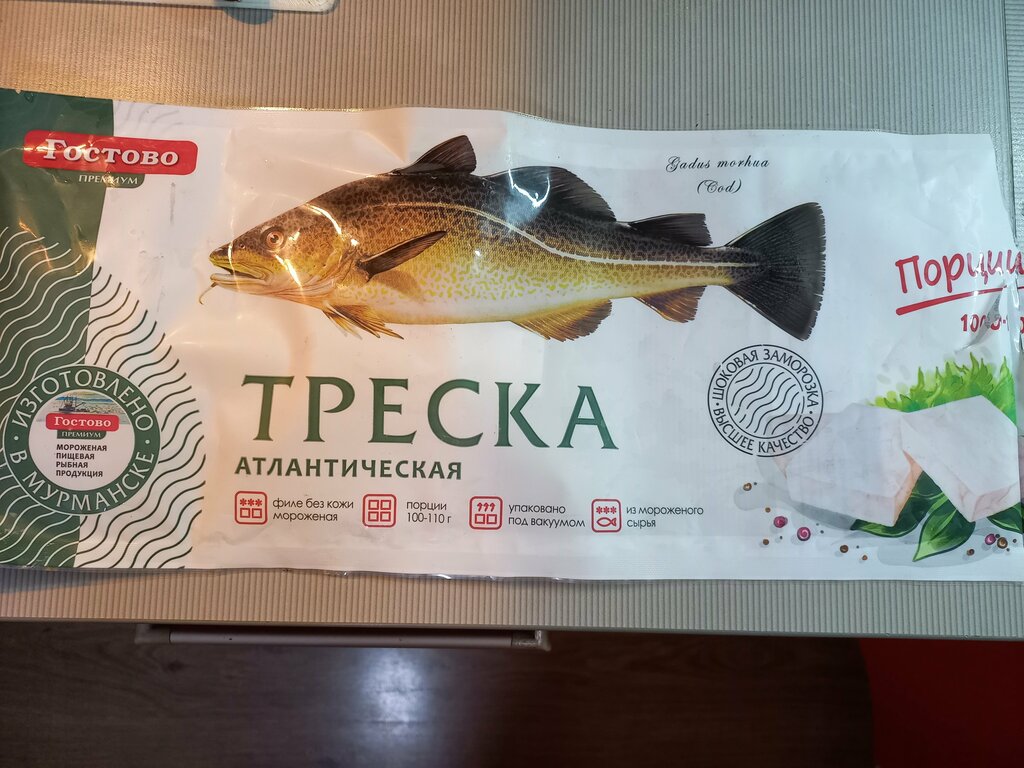 Гостово
ПРЕМИУМ
Gadus morhua
(Cod)
Порции
ИЗГОТОВЛЕНО
• В МУРМАНСКЕ •
Гостово
ПРЕМИУМ
МОРОЖЕНАЯ
ПИЩЕВАЯ
РЫБНАЯ
ПРОДУКЦИЯ
ТРЕСКА
АТЛАНТИЧЕСКАЯ
ШОКОВАЯ ЗАМОРОЗКА
• ВЫСШЕЕ КАЧЕСТВО •
филе без кожи
мороженая
порции
100-110 г
упаковано
под вакуумом
из мороженого
сырья